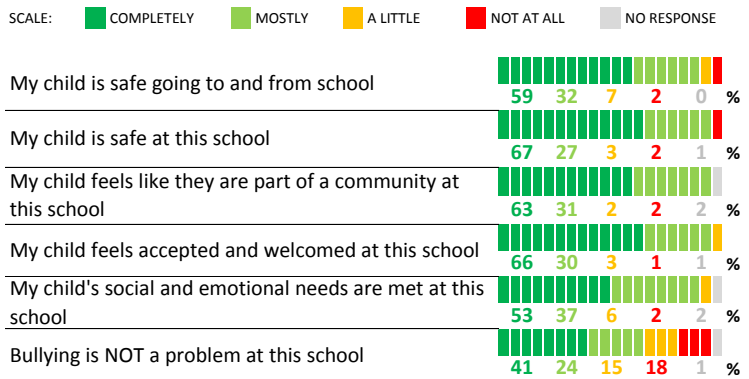 SCALE: COMPLETELY MOSTLY A LITTLE NOT AT ALL NO RESPONSE
My child is safe going to and from school
59 32 7 2 0 %
My child is safe at this school
67 27 3 2 1 %
My child feels like they are part of a community at
this school
63 31 2 2 2 %
My child feels accepted and welcomed at this school
66 30 3 1 1 %
My child's social and emotional needs are met at this
school
53 37 6 2 2 %
Bullying is NOT a problem at this school
41 24 15 18 1 %